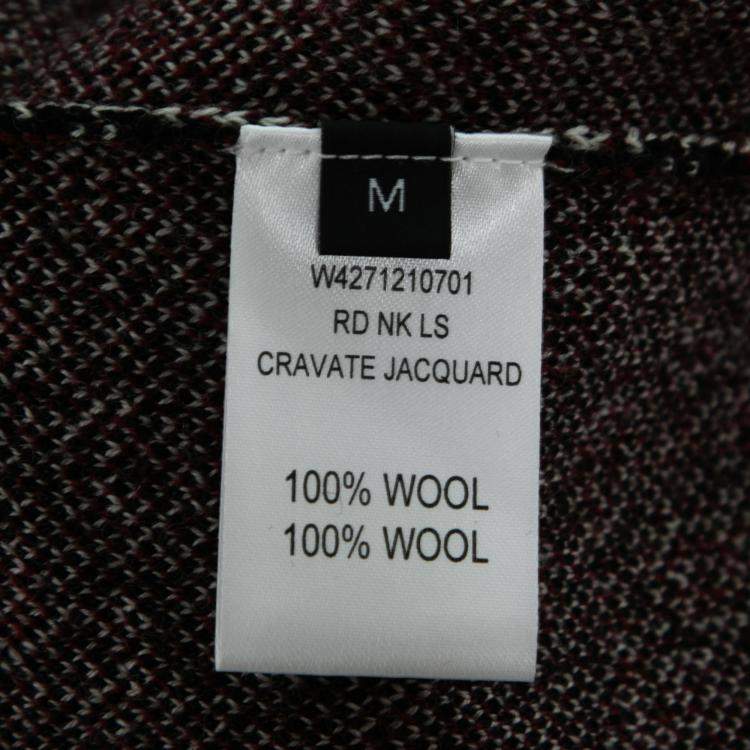 M
W4271210701
RD NK LS
CRAVATE JACQUARD
100% WOOL
100% WOOL